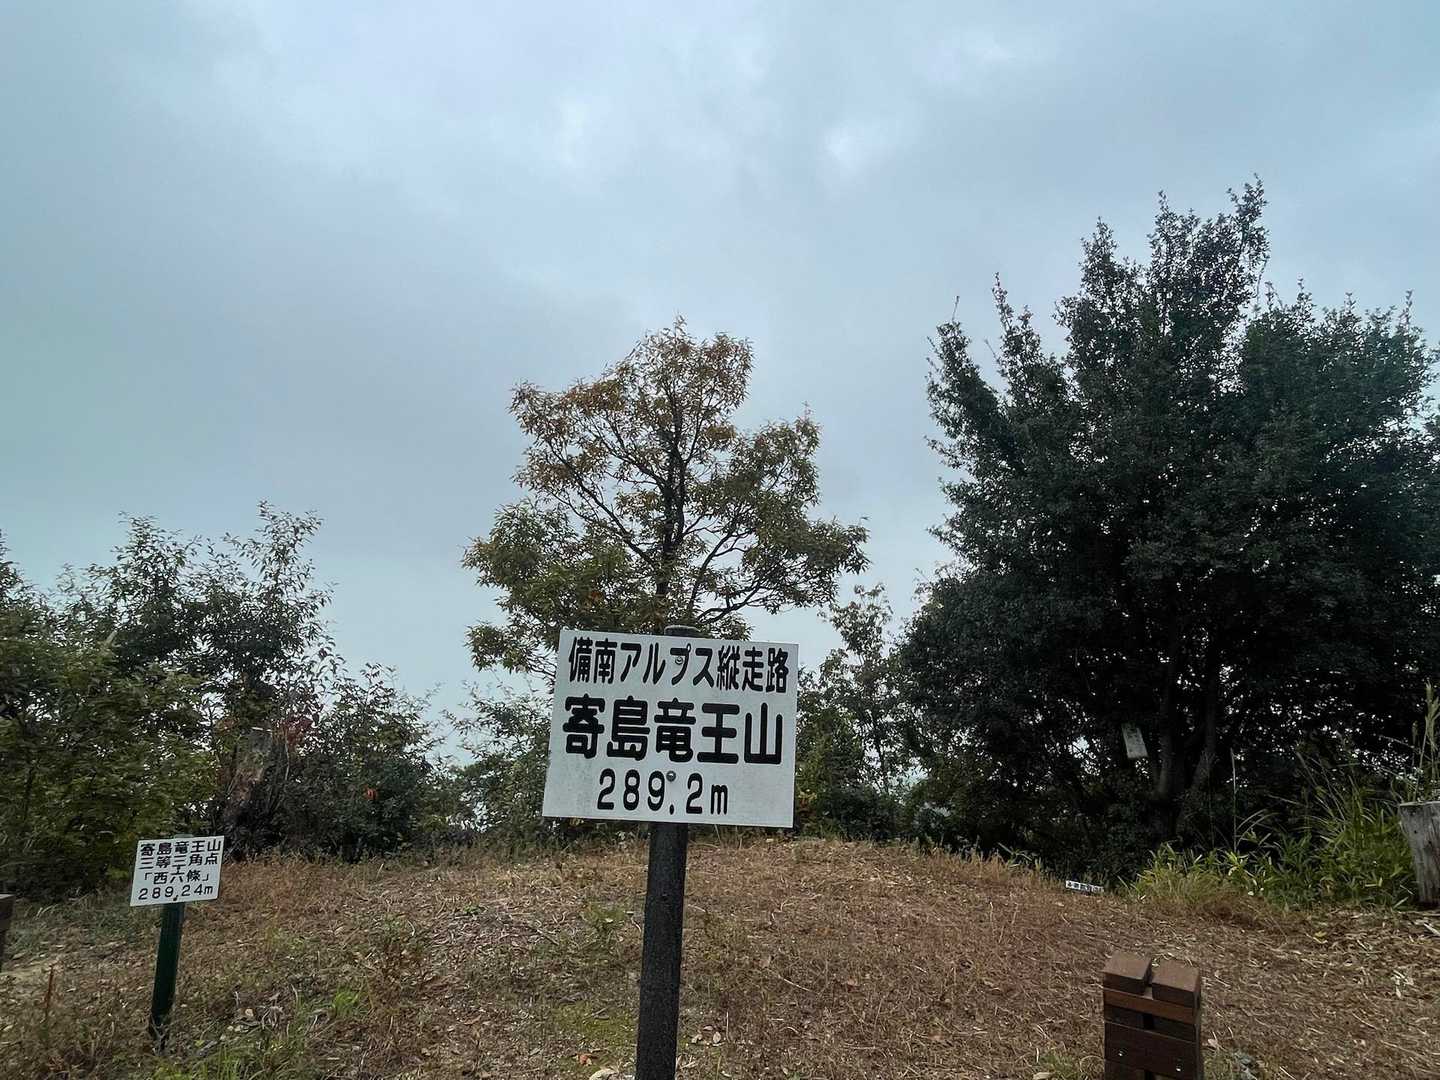 備南アルプス縦走路
寄島竜王山
289.2m
寄島竜王山
三等三角点
「西六條」
289.24m